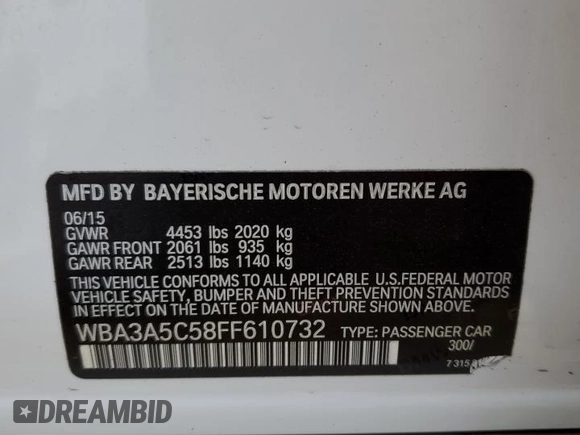 MFD BY BAYERISCHE MOTOREN WERKE AG
06/15
GVWR 4453 lbs 2020 kg
GAWR FRONT 2061 lbs 935 kg
GAWR REAR 2513 lbs 1140 kg
THIS VEHICLE CONFORMS TO ALL APPLICABLE U.S.FEDERAL MOTOR
VEHICLE SAFETY, BUMPER AND THEFT PREVENTION STANDARDS
IN EFFECT ON THE DATE OF MANUFACTURE SHOWN ABOVE.
WBA3A5C58FF610732 TYPE: PASSENGER CAR
300/
DREAMBID